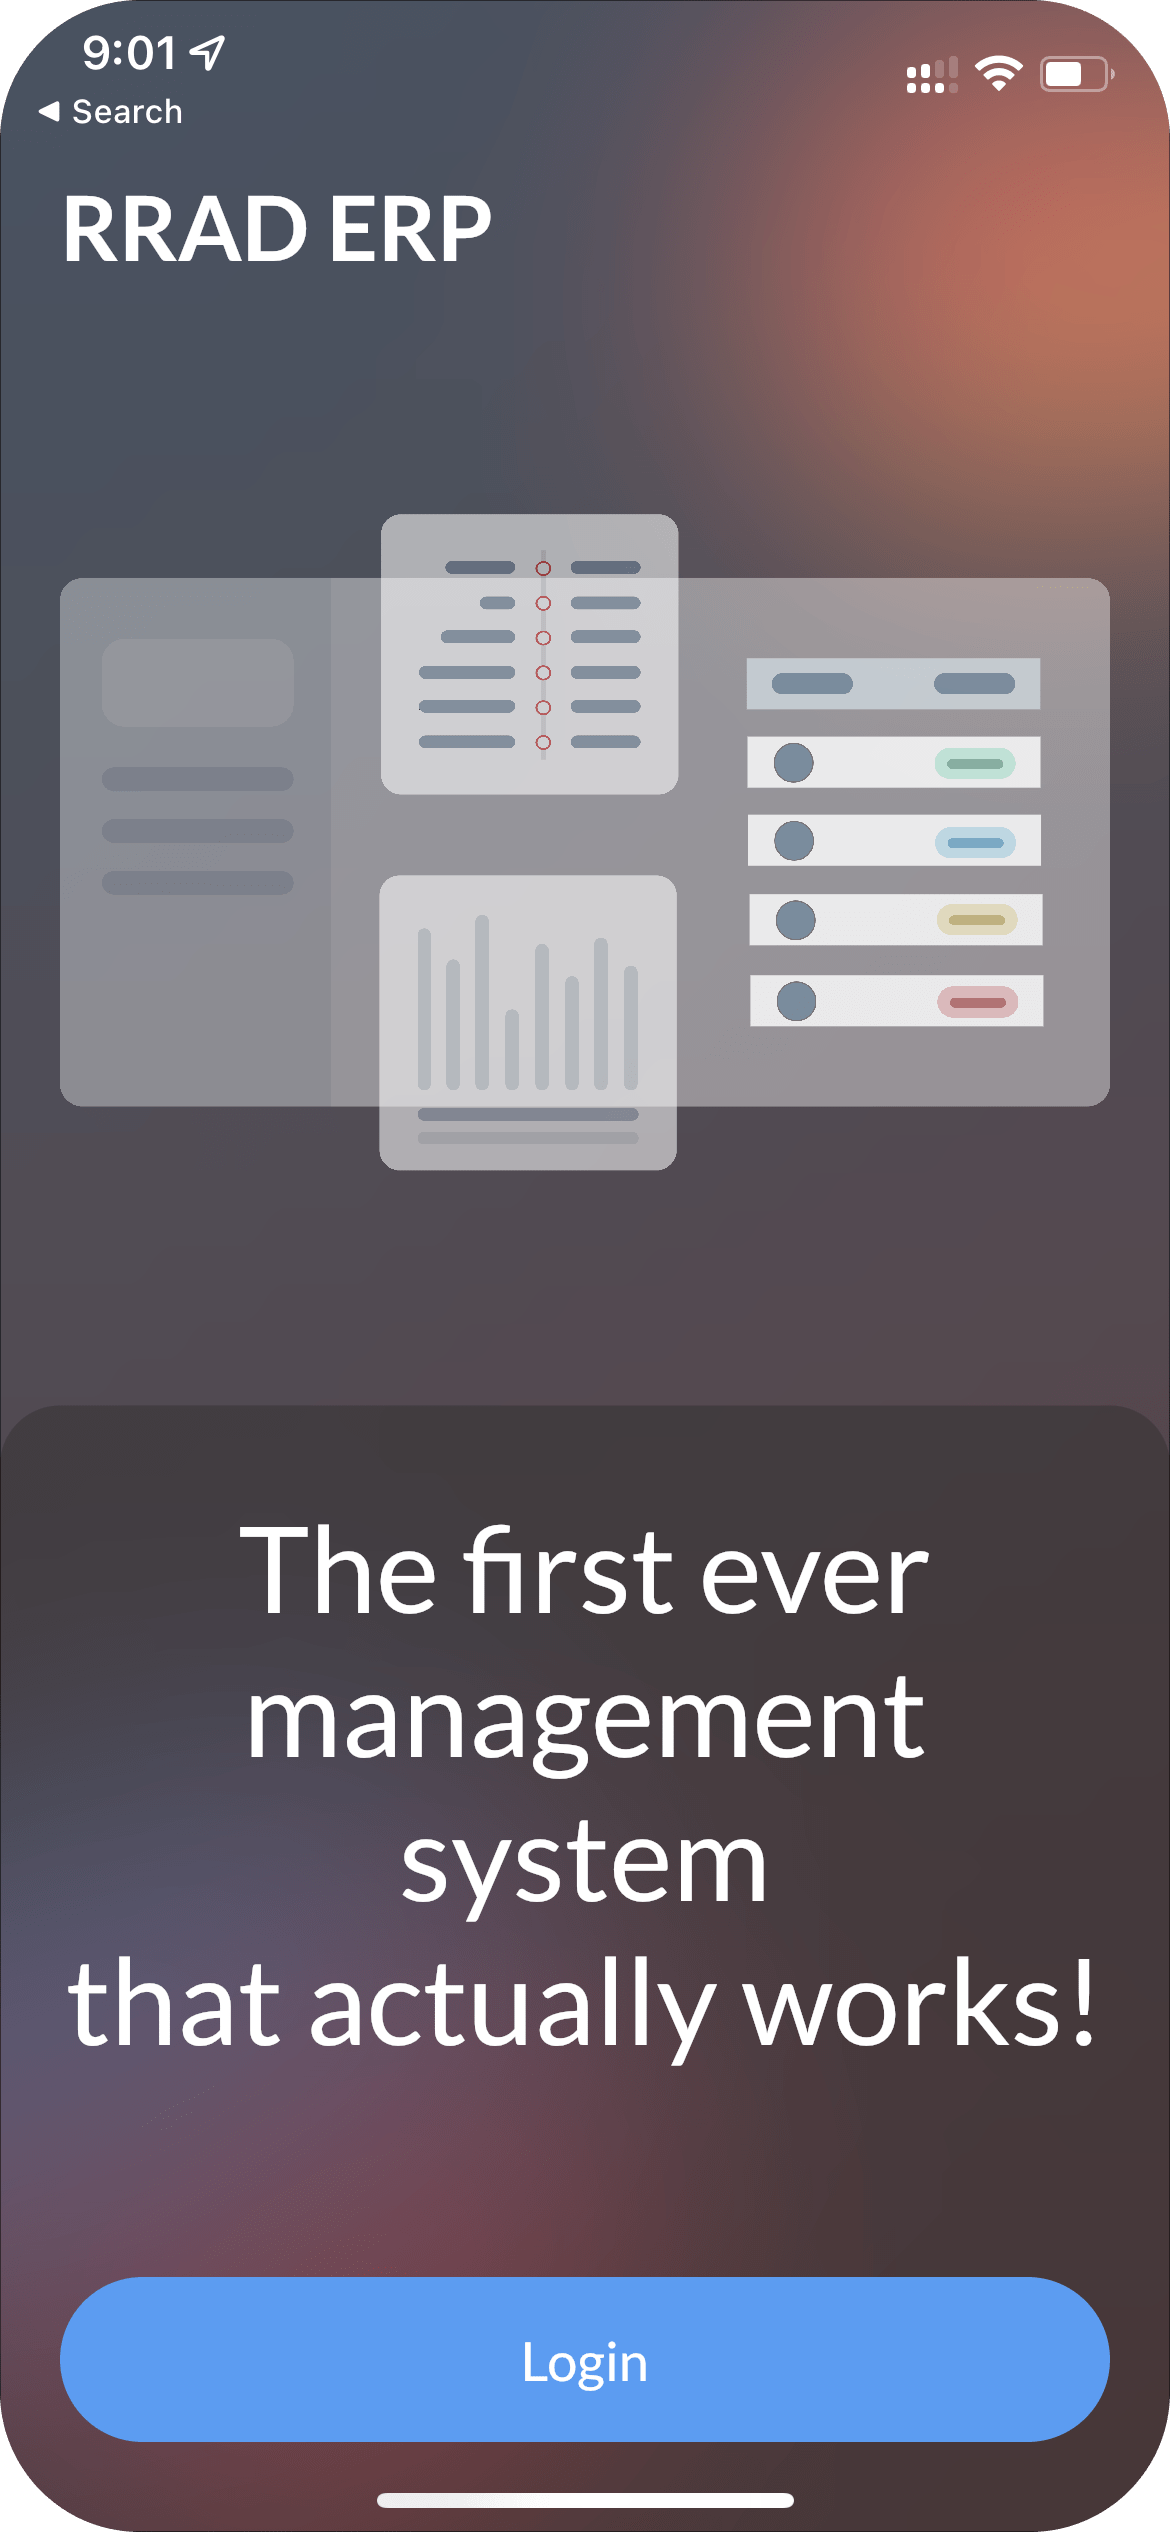 9:01
Search
RRAD ERP
The first ever
management
system
that actually works!
Login